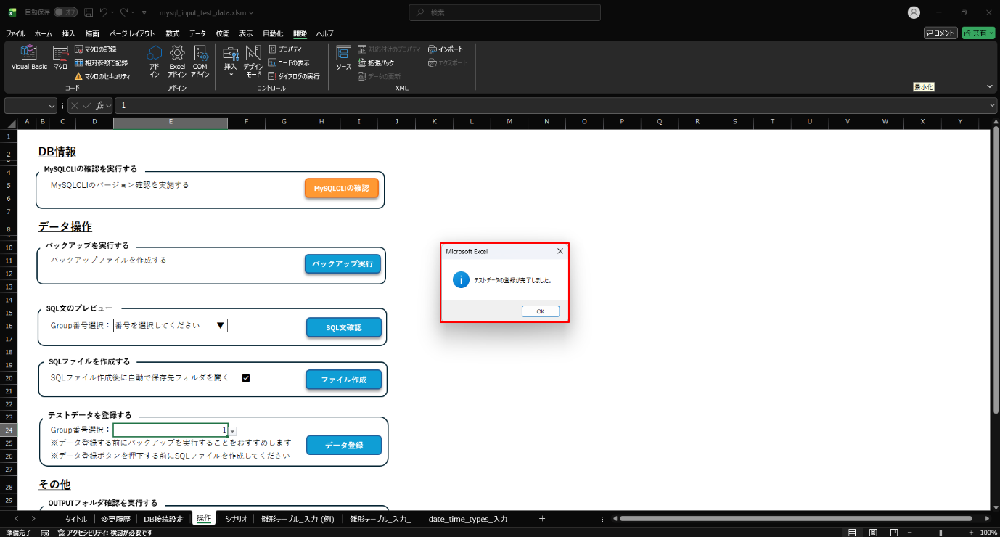 自動保存 オフ mysql_input_test_data.xlsm 検索
ファイル ホーム 挿入 描画 ページ レイアウト 数式 データ 校閲 表示 自動化 開発 ヘルプ コメント 共有
Visual Basic
マクロ
マクロの記録
相対参照で記録
マクロのセキュリティ
コード
アド
イン
Excel
アドイン
COM
アドイン
アドイン
挿入
デザイン
モード
プロパティ
コードの表示
ダイアログの実行
コントロール
ソース
対応付けのプロパティ
拡張パック
データの更新
インポート
エクスポート
XML
最小化
fx 1
A B C D E F G H I J K L M N O P Q R S T U V W X Y
1
2
4
5
6
7
8
10
11
12
13
14
15
16
17
18
19
20
21
22
23
24
25
26
27
28
29
DB情報
MySQLCLIの確認を実行する
MySQLCLIのバージョン確認を実施する
MySQLCLIの確認
データ操作
バックアップを実行する
バックアップファイルを作成する
バックアップ実行
SQL文のプレビュー
Group番号選択： 番号を選択してください ▼
SQL文確認
SQLファイルを作成する
SQLファイル作成後に自動で保存先フォルダを開く
ファイル作成
テストデータを登録する
Group番号選択： 1
※データ登録する前にバックアップを実行することをおすすめします
※データ登録ボタンを押下する前にSQLファイルを作成してください
データ登録
その他
OUTPUTフォルダ確認を実行する
Microsoft Excel
テストデータの登録が完了しました。
OK
タイトル 変更履歴 DB接続設定 操作 シナリオ 雛形テーブル_入力 (例) 雛形テーブル_入力_ date_time_types_入力
準備完了 アクセシビリティ: 検討が必要です 100%